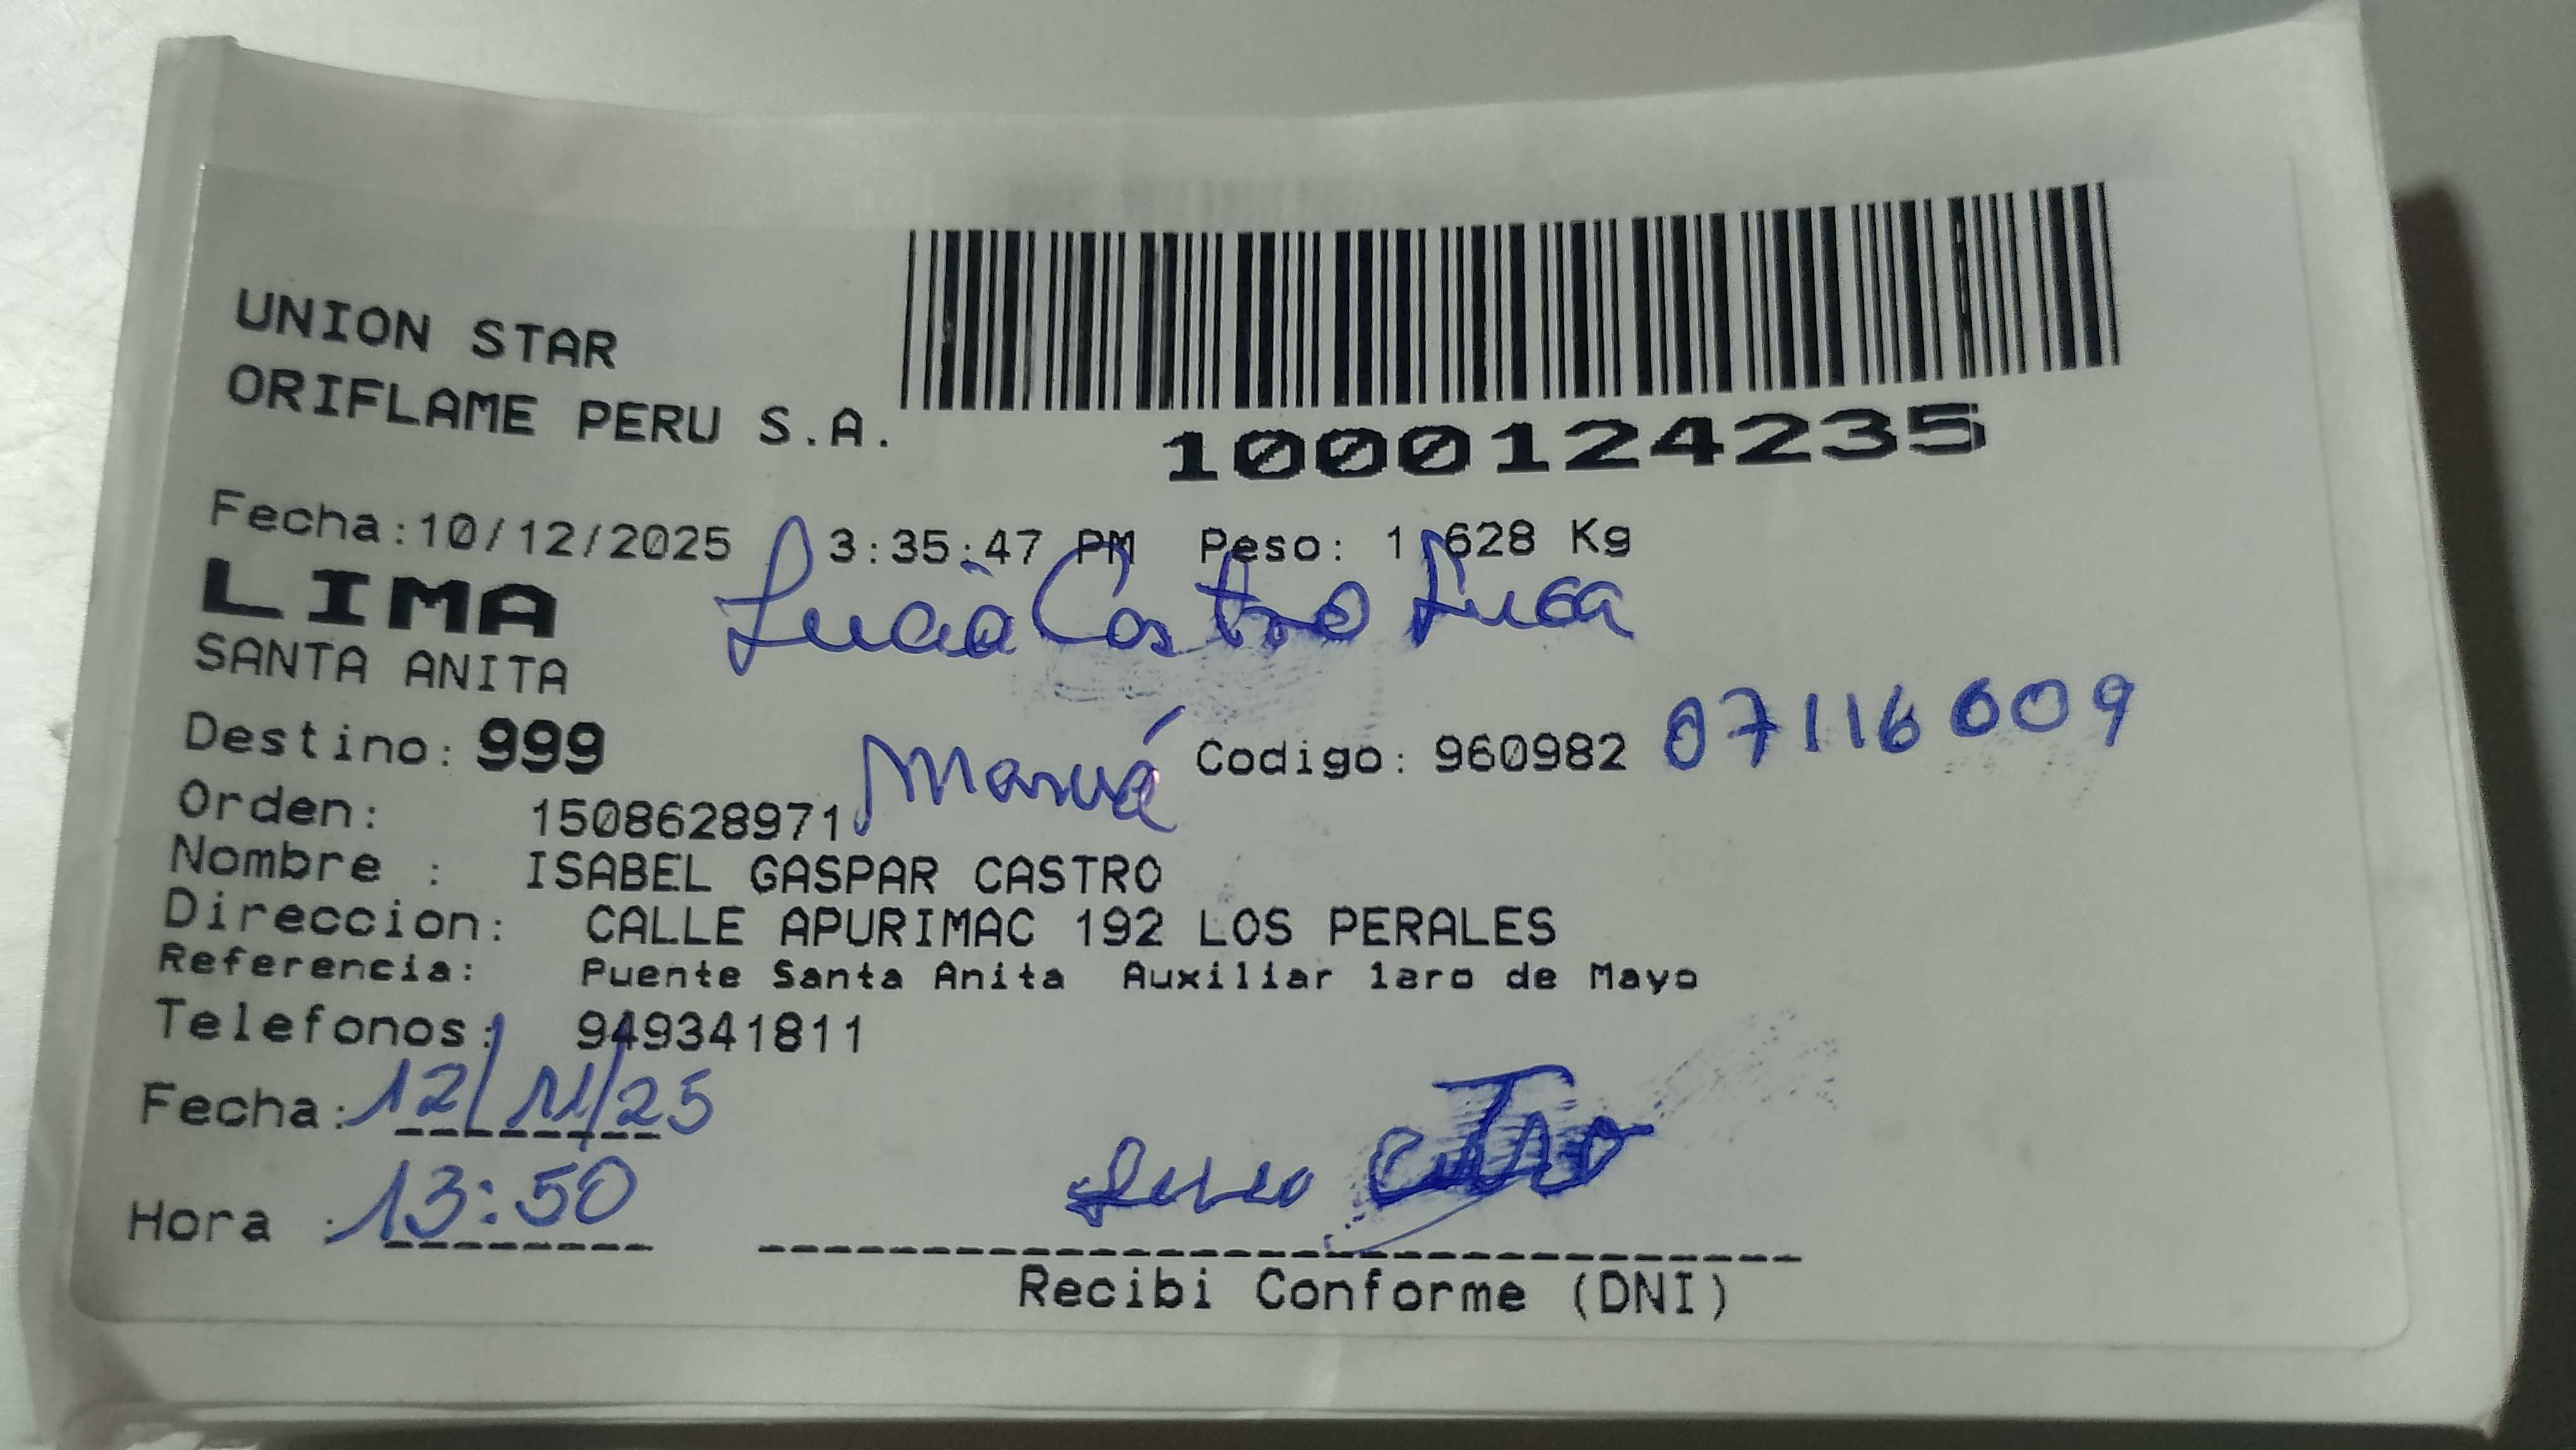 UNION STAR
ORIFLAME PERU S.A.
1000124235
Fecha:10/12/2025 3:35:47 PM Peso: 1.628 Kg
LIMA
Lucia Castro
SANTA ANITA
Destino: 999
Codigo: 960982 07116009
Orden: 1508628971
Nombre : ISABEL GASPAR CASTRO
Direccion: CALLE APURIMAC 192 LOS PERALES
Referencia: Puente Santa Anita Auxiliar 1aro de Mayo
Telefonos: 949341811
Fecha: 12/11/25
Hora : 13:50
Recibi Conforme (DNI)